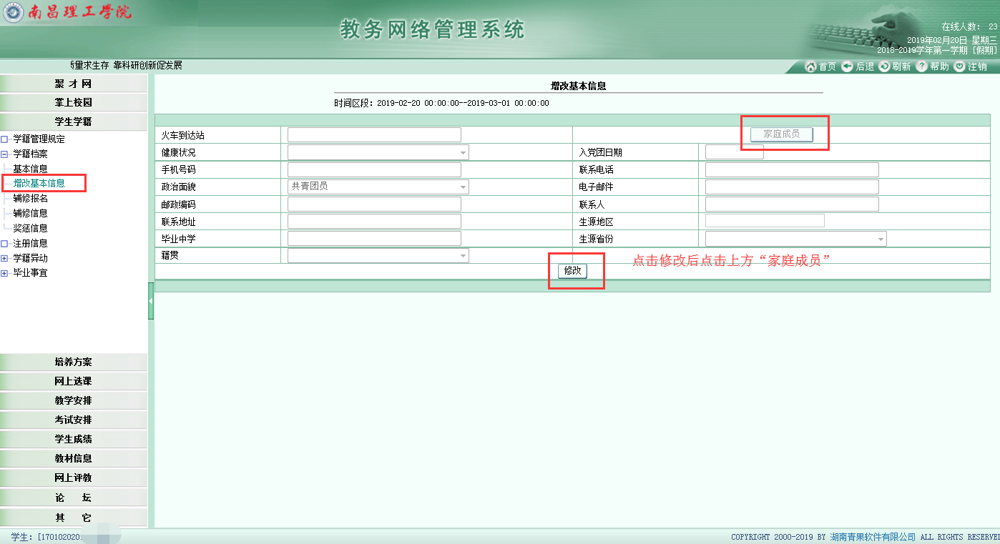 南昌理工学院
教务网络管理系统
在线人数： 23
2019年02月20日 星期三
2018-2019学年第一学期 [假期]
量求生存 靠科研创新促发展
首页 后退 刷新 帮助 注销
聚 才 网
掌上校园
学生学籍
学籍管理规定
学籍档案
基本信息
增改基本信息
辅修报名
辅修信息
奖惩信息
注册信息
学籍异动
毕业事宜
培养方案
网上选课
教学安排
考试安排
学生成绩
教材信息
网上评教
论 坛
其 它
增改基本信息
时间区段：2019-02-20 00:00:00--2019-03-01 00:00:00
火车到达站 家庭成员
健康状况 入党团日期
手机号码 联系电话
政治面貌 共青团员 电子邮件
邮政编码 联系人
联系地址 生源地区
毕业中学 生源省份
籍贯
点击修改后点击上方“家庭成员”
修改
学生：[170102020
COPYRIGHT 2000-2019 BY 湖南青果软件有限公司 ALL RIGHTS RESERVE